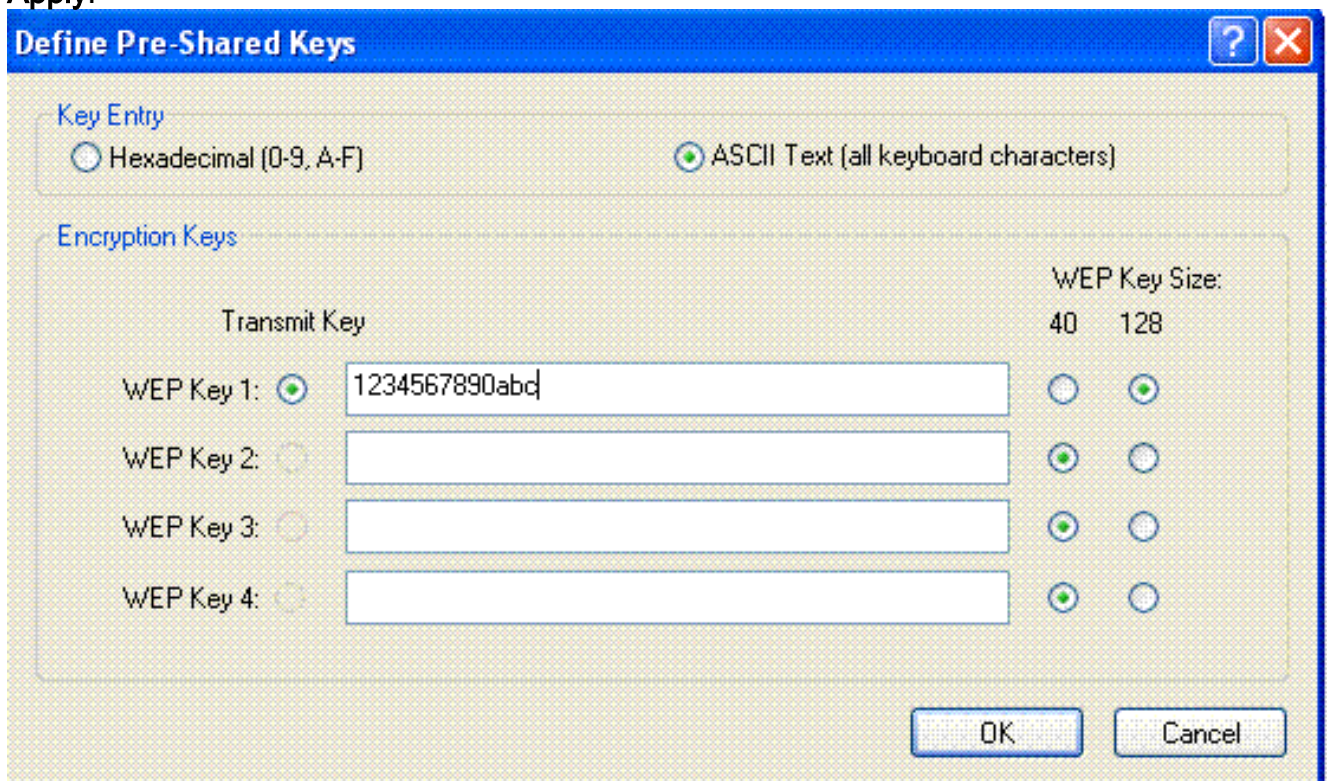 Apply.
Define Pre-Shared Keys
Key Entry
Hexadecimal (0-9, A-F) ASCII Text (all keyboard characters)
Encryption Keys
WEP Key Size:
Transmit Key 40 128
WEP Key 1: 1234567890abc
WEP Key 2:
WEP Key 3:
WEP Key 4:
OK Cancel